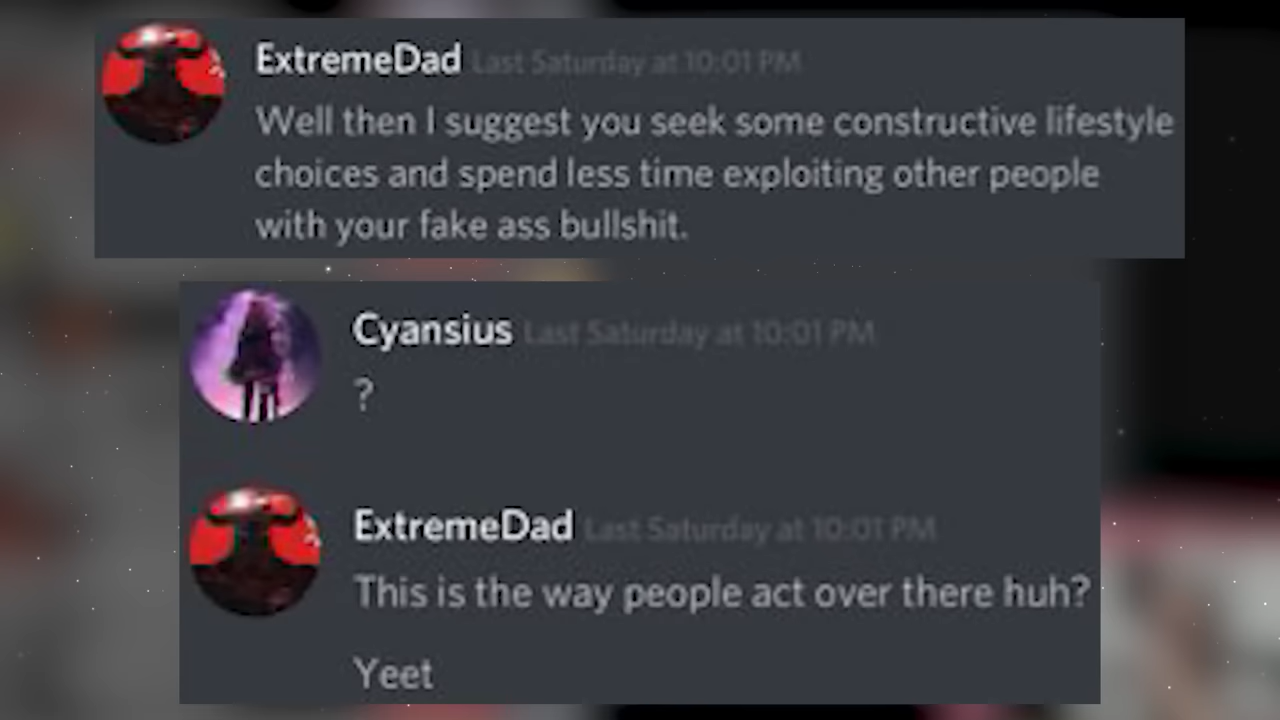 ExtremeDad Last Saturday at 10:01 PM
Well then I suggest you seek some constructive lifestyle
choices and spend less time exploiting other people
with your fake ass bullshit.
Cyansius Last Saturday at 10:01 PM
?
ExtremeDad Last Saturday at 10:01 PM
This is the way people act over there huh?
Yeet